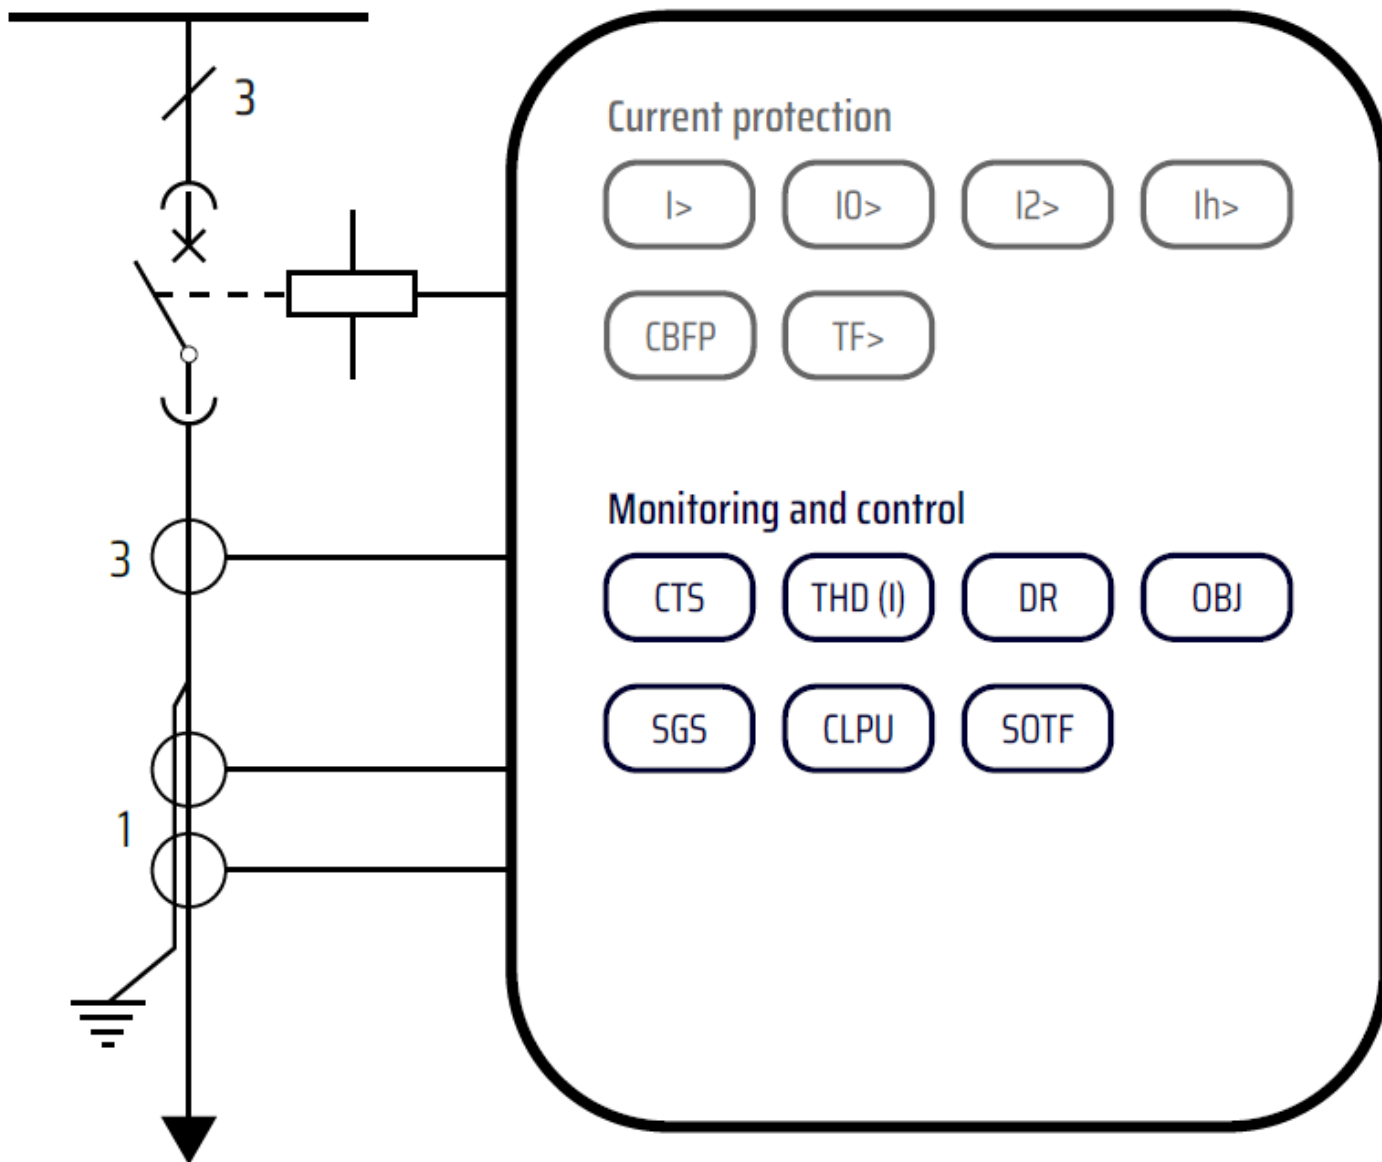 3
Current protection
I> I0> I2> Ih>
CBFP TF>
Monitoring and control
3
CTS THD (I) DR OBJ
SGS CLPU SOTF
1